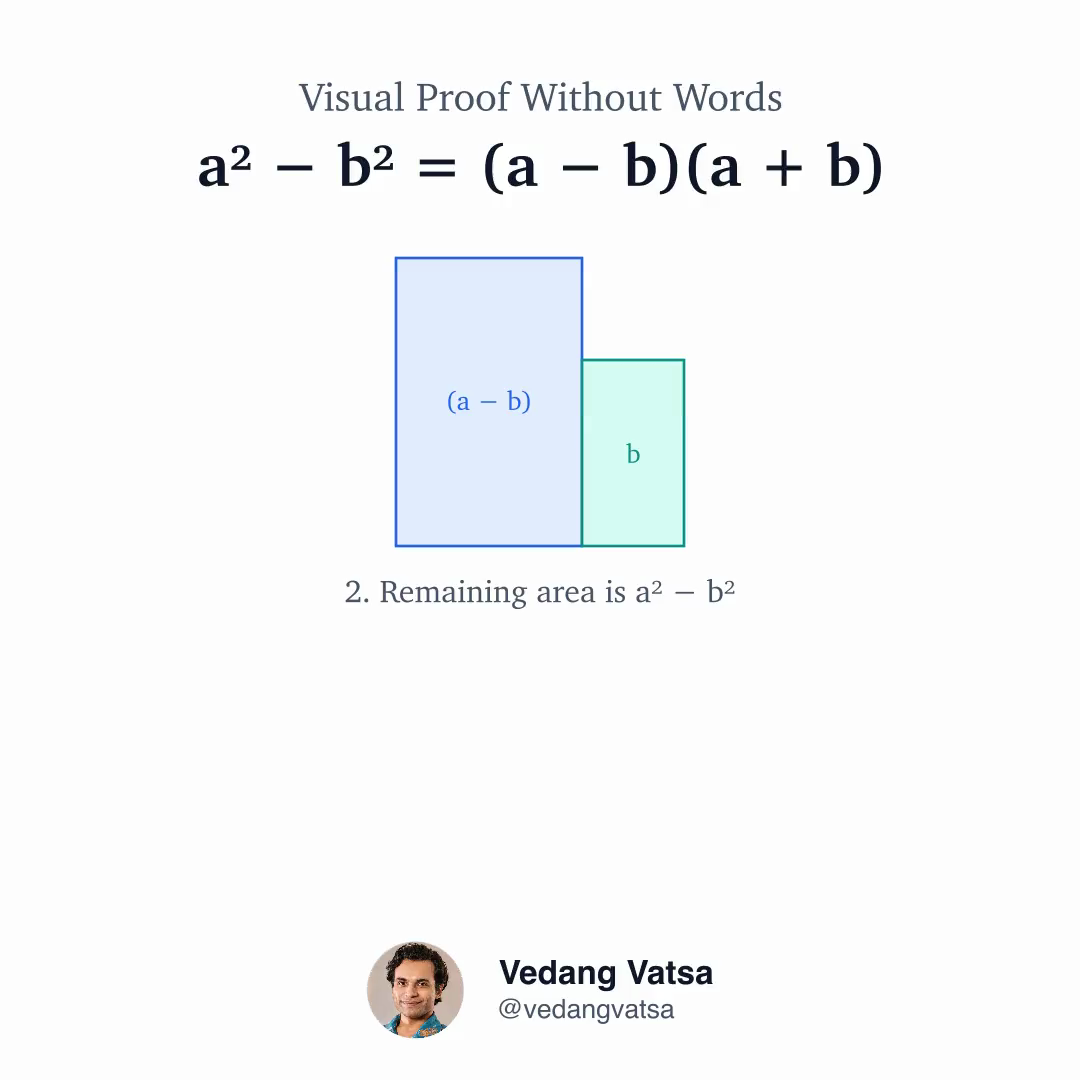 Visual Proof Without Words
a² − b² = (a − b)(a + b)
(a − b)
b
2. Remaining area is a² − b²
Vedang Vatsa
@vedangvatsa